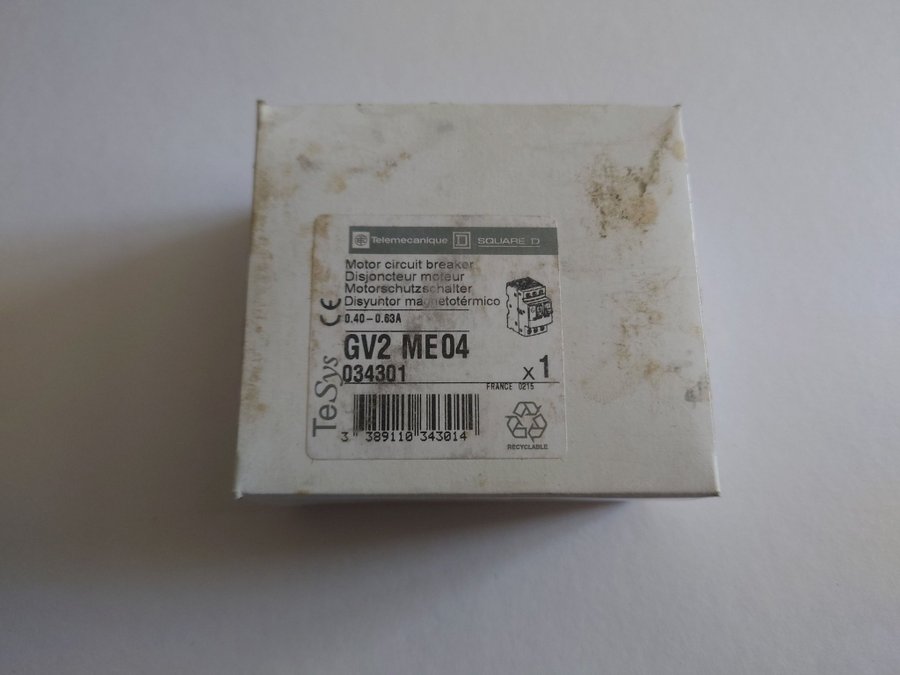 Telemecanique SQUARE D
Motor circuit breaker
Disjoncteur moteur
Motorschutzschalter
Disyuntor magnetotérmico
0.40-0.63A
CE
GV2 ME04
034301
x1
FRANCE 0215
TeSys
3 389110 343014
RECYCLABLE